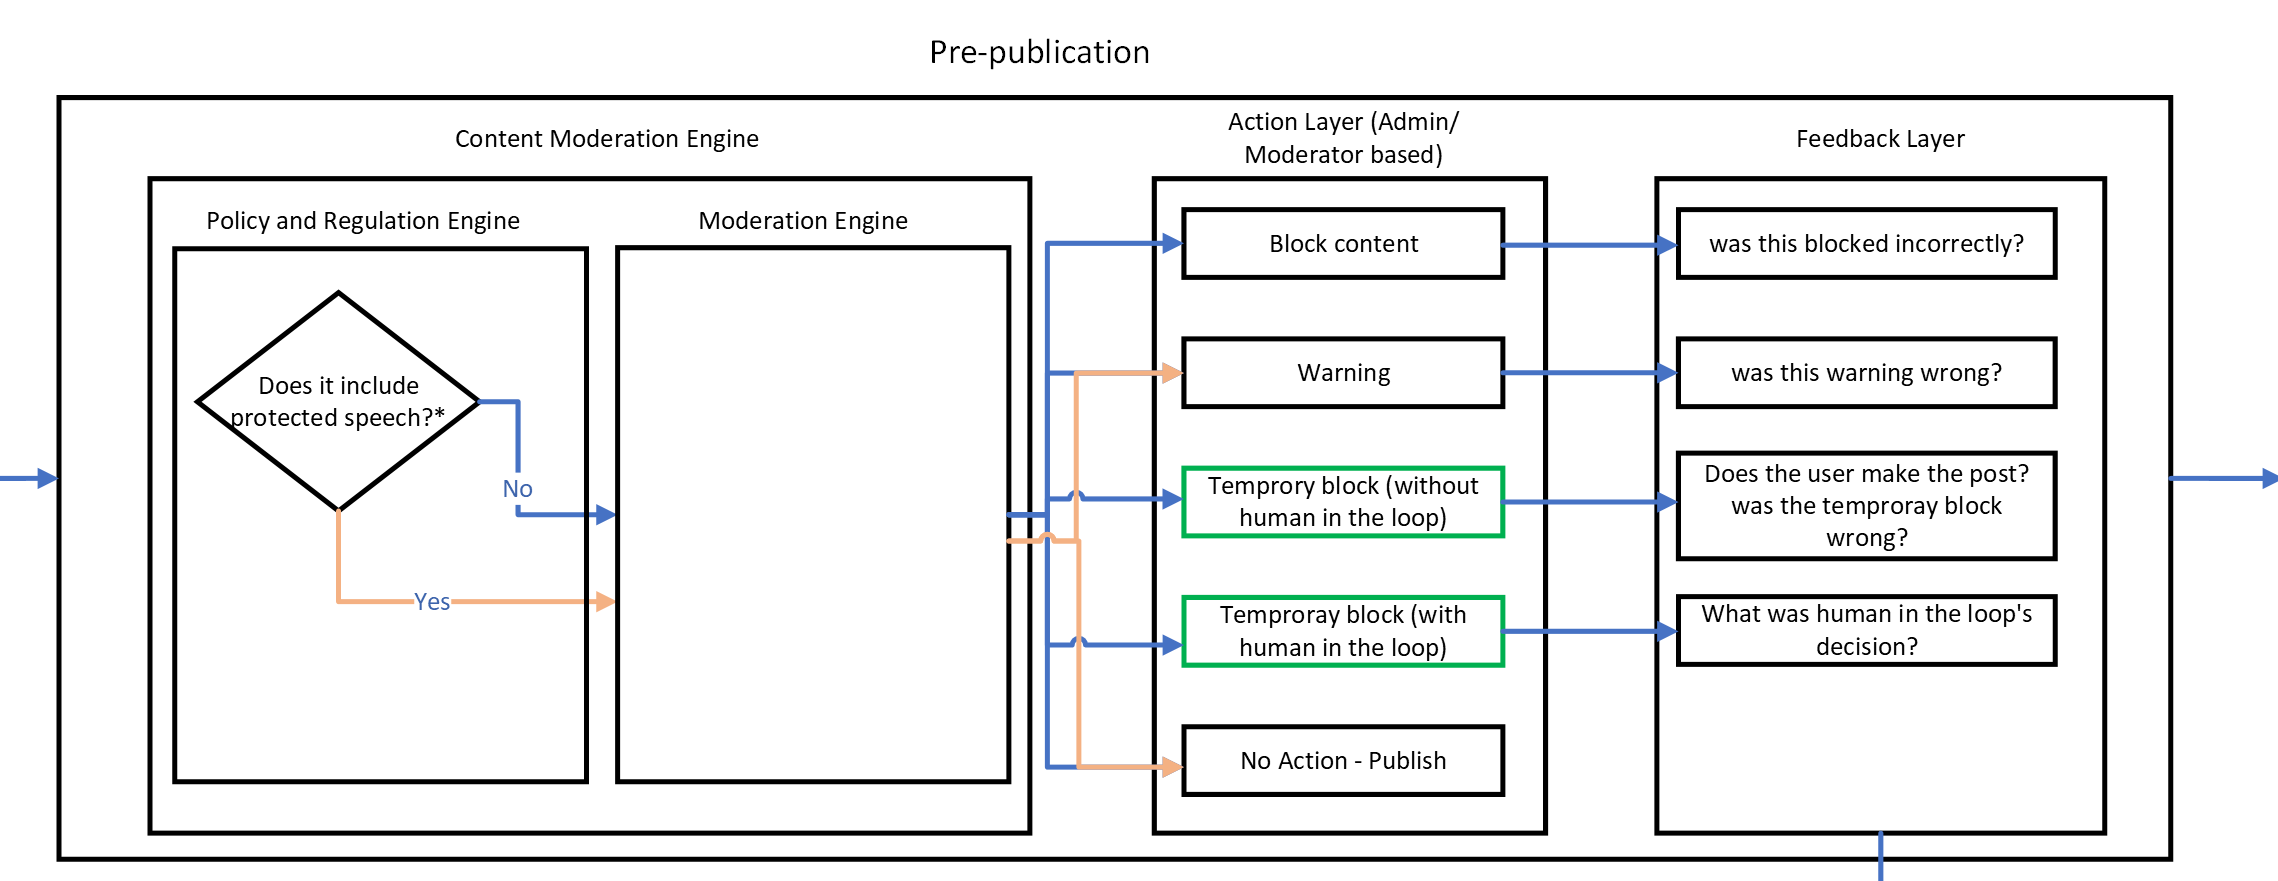 Pre-publication
Content Moderation Engine
Action Layer (Admin/
Moderator based)
Feedback Layer
Policy and Regulation Engine
Moderation Engine
Does it include
protected speech?*
No
Yes
Block content
Warning
Temprory block (without
human in the loop)
Temproray block (with
human in the loop)
No Action - Publish
was this blocked incorrectly?
was this warning wrong?
Does the user make the post?
was the temproray block
wrong?
What was human in the loop's
decision?